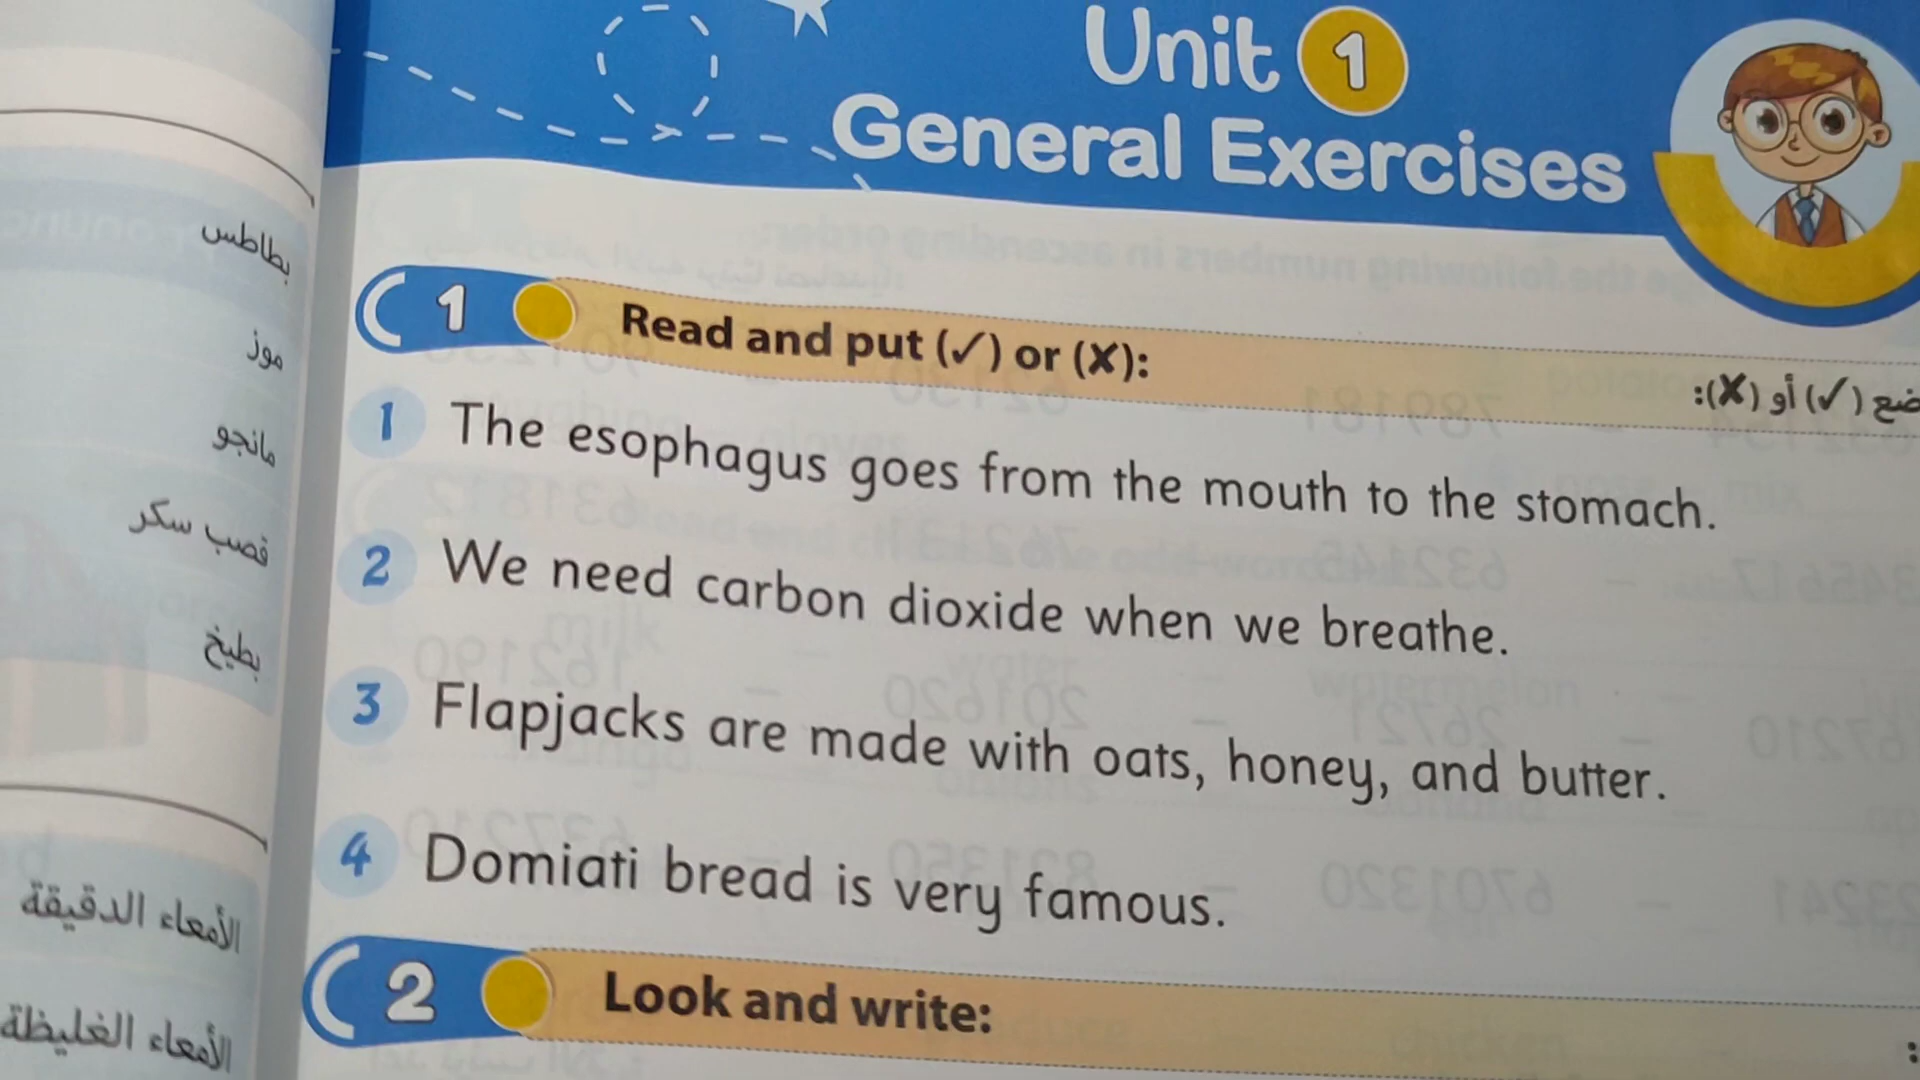 بطاطس
موز
مانجو
قصب سكر
بطيخ
الأمعاء الدقيقة
الأمعاء الغليظة
Unit 1
General Exercises
1 Read and put (✓) or (✗):
ضع (✓) أو (✗):
1 The esophagus goes from the mouth to the stomach.
2 We need carbon dioxide when we breathe.
3 Flapjacks are made with oats, honey, and butter.
4 Domiati bread is very famous.
2 Look and write: